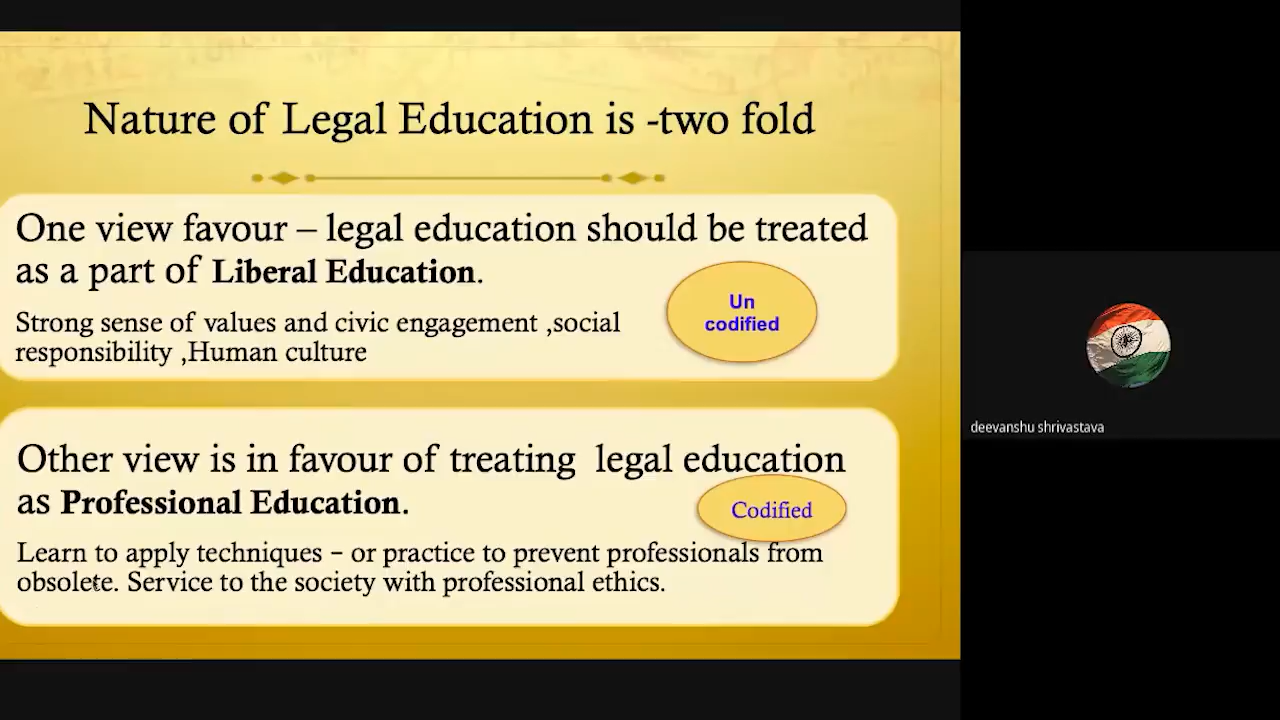 Nature of Legal Education is -two fold
One view favour – legal education should be treated
as a part of Liberal Education.
Strong sense of values and civic engagement ,social
responsibility ,Human culture
Un
codified
Other view is in favour of treating legal education
as Professional Education.
Codified
Learn to apply techniques – or practice to prevent professionals from
obsolete. Service to the society with professional ethics.
deevanshu shrivastava